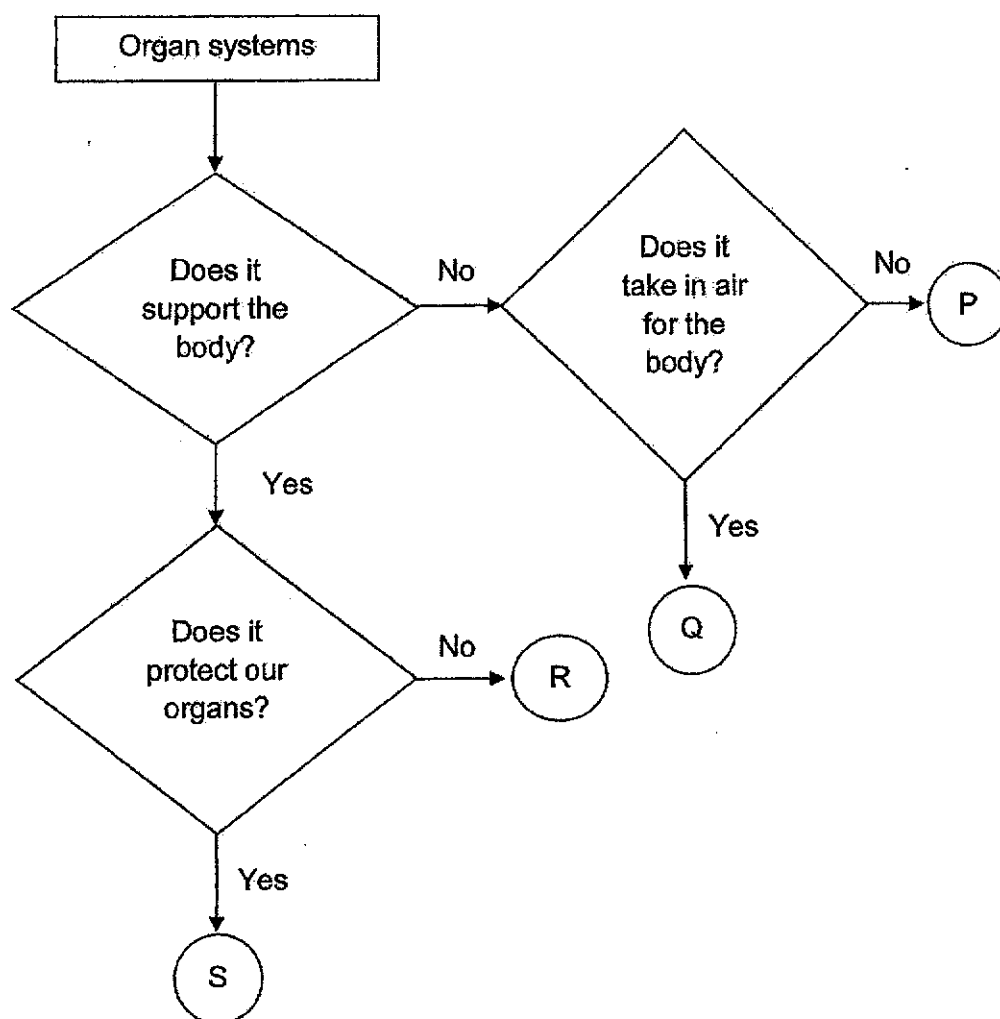 Organ systems
Does it
support the
body?
No
Does it
take in air
for the
body?
No
P
Yes
Q
Yes
Does it
protect our
organs?
No
R
Yes
S